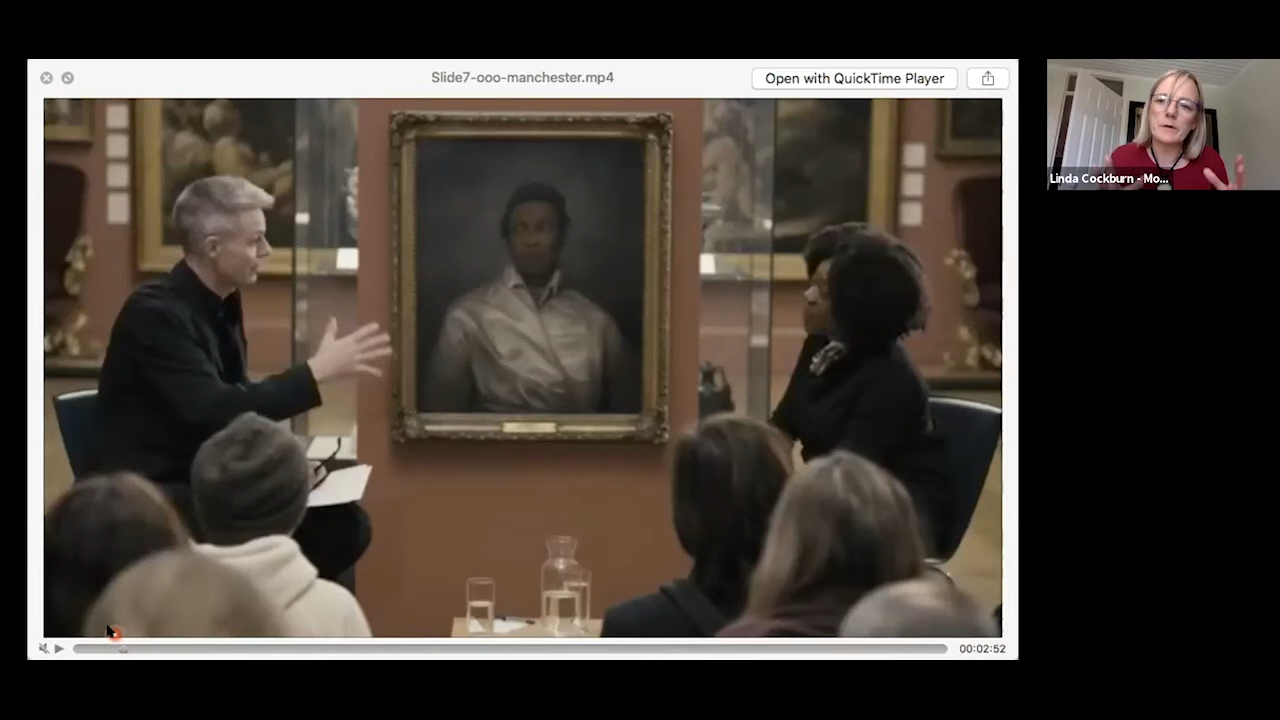 Slide7-ooo-manchester.mp4
Open with QuickTime Player
Linda Cockburn - Mo...
00:02:52